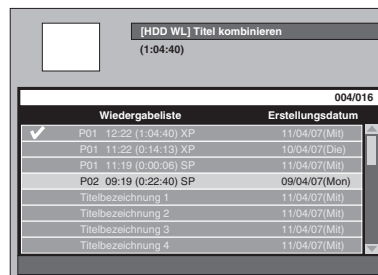 [HDD WL] Titel kombinieren
(1:04:40)
004/016
Wiedergabeliste Erstellungsdatum
P01 12:22 (1:04:40) XP 11/04/07(Mit)
P01 11:22 (0:14:13) XP 10/04/07(Die)
P01 11:19 (0:00:06) SP 11/04/07(Mit)
P02 09:19 (0:22:40) SP 09/04/07(Mon)
Titelbezeichnung 1 11/04/07(Mit)
Titelbezeichnung 2 11/04/07(Mit)
Titelbezeichnung 3 11/04/07(Mit)
Titelbezeichnung 4 11/04/07(Mit)